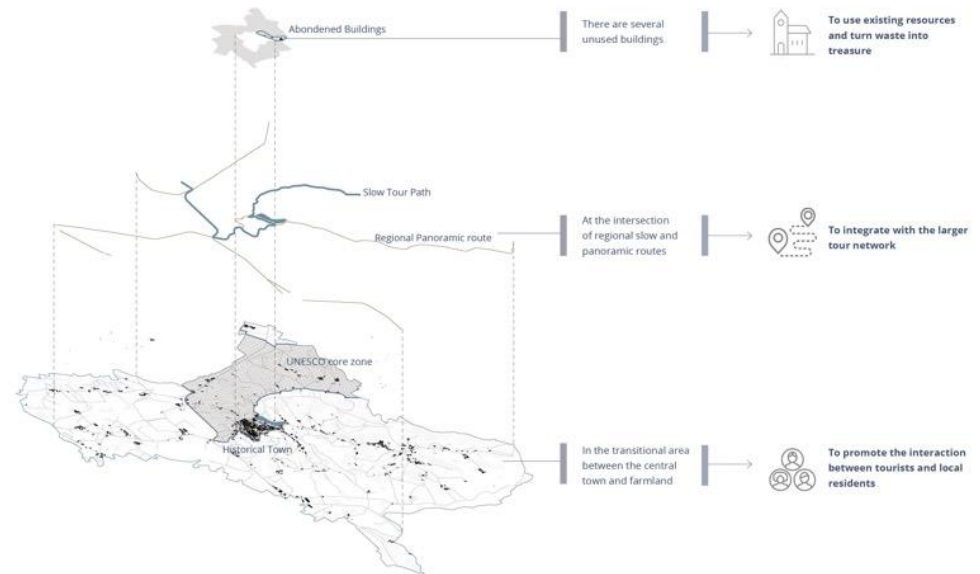 Abondened Buildings
There are several
unused buildings
To use existing resources
and turn waste into
treasure
Slow Tour Path
Regional Panoramic route
At the intersection
of regional slow and
panoramic routes
To integrate with the larger
tour network
UNESCO core zone
Historical Town
In the transitional area
between the central
town and farmland
To promote the interaction
between tourists and local
residents